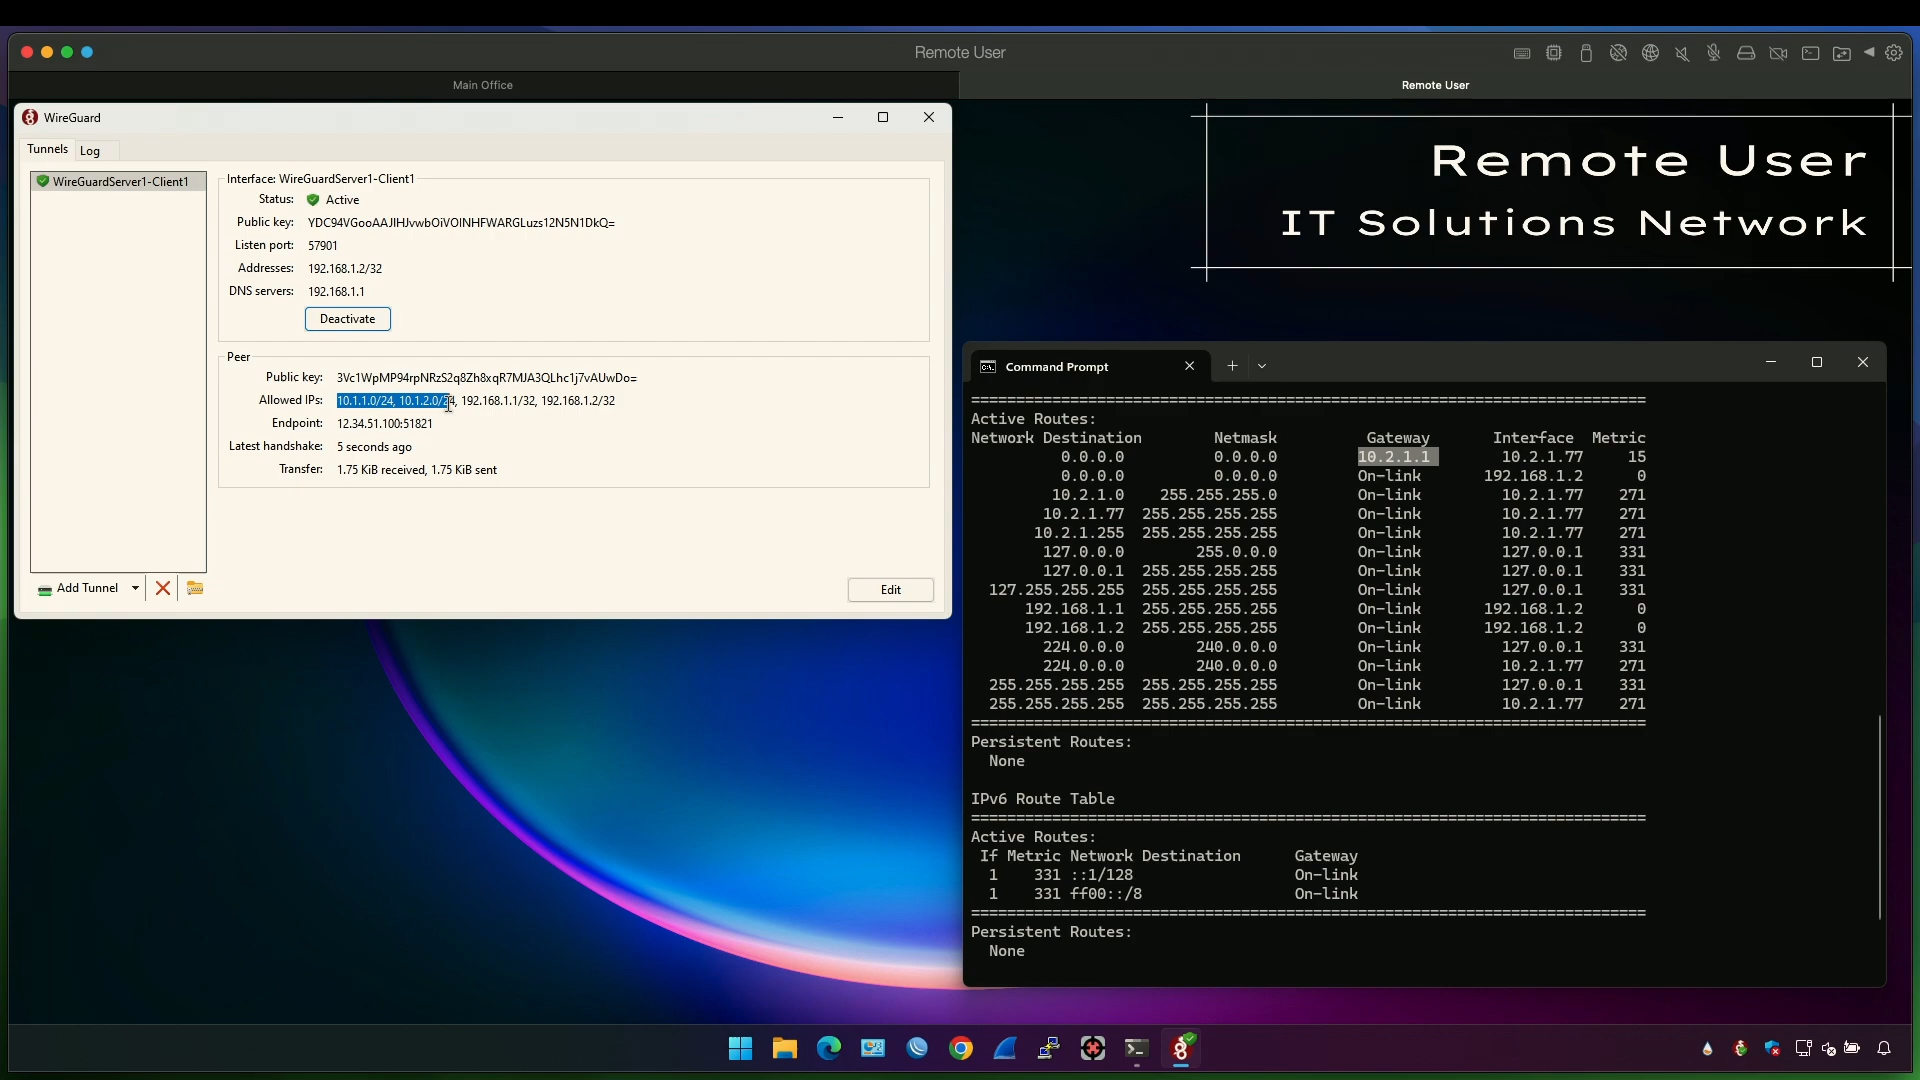 Remote User
Main Office
Remote User
WireGuard
Tunnels Log
WireGuardServer1-Client1
Interface: WireGuardServer1-Client1
Status: Active
Public key: YDC94VGooAAJIHJvwbOiVOINHFWARGLuzs12N5N1DkQ=
Listen port: 57901
Addresses: 192.168.1.2/32
DNS servers: 192.168.1.1
Deactivate
Peer
Public key: 3Vc1WpMP94rpNRzS2q8Zh8xqR7MJA3QLhc1j7vAUwDo=
Allowed IPs: 10.1.1.0/24, 10.1.2.0/24, 192.168.1.1/32, 192.168.1.2/32
Endpoint: 12.34.51.100:51821
Latest handshake: 5 seconds ago
Transfer: 1.75 KiB received, 1.75 KiB sent
Add Tunnel
Edit
Remote User
IT Solutions Network
Command Prompt
===========================================================================
Active Routes:
Network Destination Netmask Gateway Interface Metric
0.0.0.0 0.0.0.0 10.2.1.1 10.2.1.77 15
0.0.0.0 0.0.0.0 On-link 192.168.1.2 0
10.2.1.0 255.255.255.0 On-link 10.2.1.77 271
10.2.1.77 255.255.255.255 On-link 10.2.1.77 271
10.2.1.255 255.255.255.255 On-link 10.2.1.77 271
127.0.0.0 255.0.0.0 On-link 127.0.0.1 331
127.0.0.1 255.255.255.255 On-link 127.0.0.1 331
127.255.255.255 255.255.255.255 On-link 127.0.0.1 331
192.168.1.1 255.255.255.255 On-link 192.168.1.2 0
192.168.1.2 255.255.255.255 On-link 192.168.1.2 0
224.0.0.0 240.0.0.0 On-link 127.0.0.1 331
224.0.0.0 240.0.0.0 On-link 10.2.1.77 271
255.255.255.255 255.255.255.255 On-link 127.0.0.1 331
255.255.255.255 255.255.255.255 On-link 10.2.1.77 271
===========================================================================
Persistent Routes:
None
IPv6 Route Table
===========================================================================
Active Routes:
If Metric Network Destination Gateway
1 331 ::1/128 On-link
1 331 ff00::/8 On-link
===========================================================================
Persistent Routes:
None